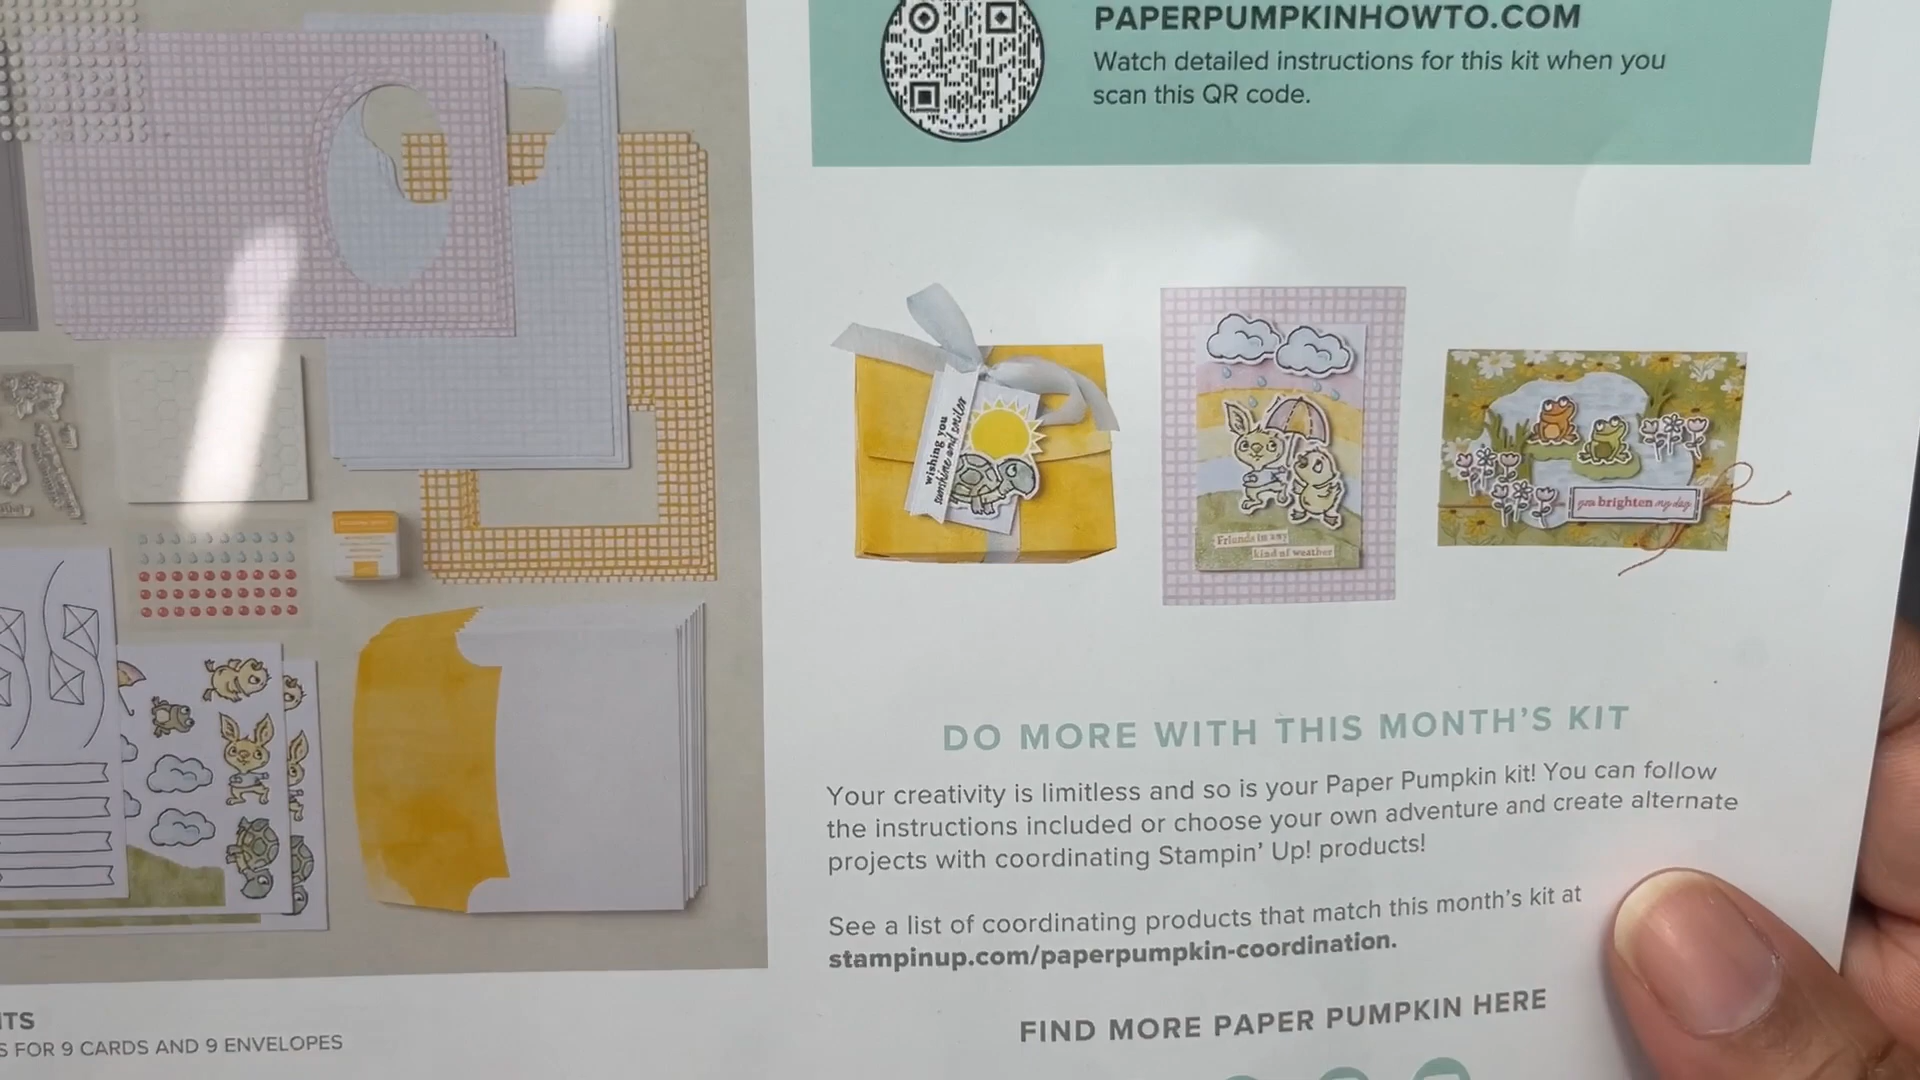 PAPERPUMPKINHOWTO.COM
Watch detailed instructions for this kit when you
scan this QR code.
wishing you
sunshine and smiles
Friends in any
kind of weather
you brighten my day
DO MORE WITH THIS MONTH'S KIT
Your creativity is limitless and so is your Paper Pumpkin kit! You can follow
the instructions included or choose your own adventure and create alternate
projects with coordinating Stampin' Up! products!
See a list of coordinating products that match this month's kit at
stampinup.com/paperpumpkin-coordination.
FIND MORE PAPER PUMPKIN HERE
FOR 9 CARDS AND 9 ENVELOPES